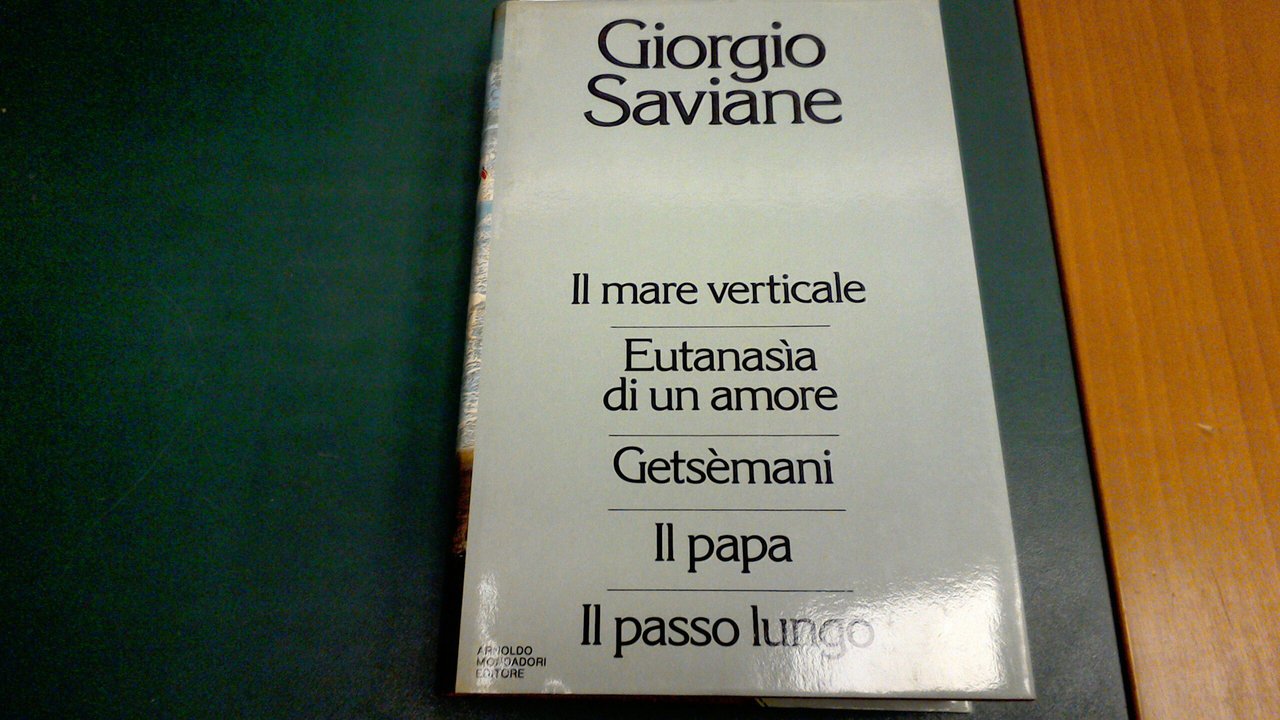 Giorgio
Saviane
Il mare verticale
Eutanasìa
di un amore
Getsèmani
Il papa
Il passo lungo
ARNOLDO
MONDADORI
EDITORE